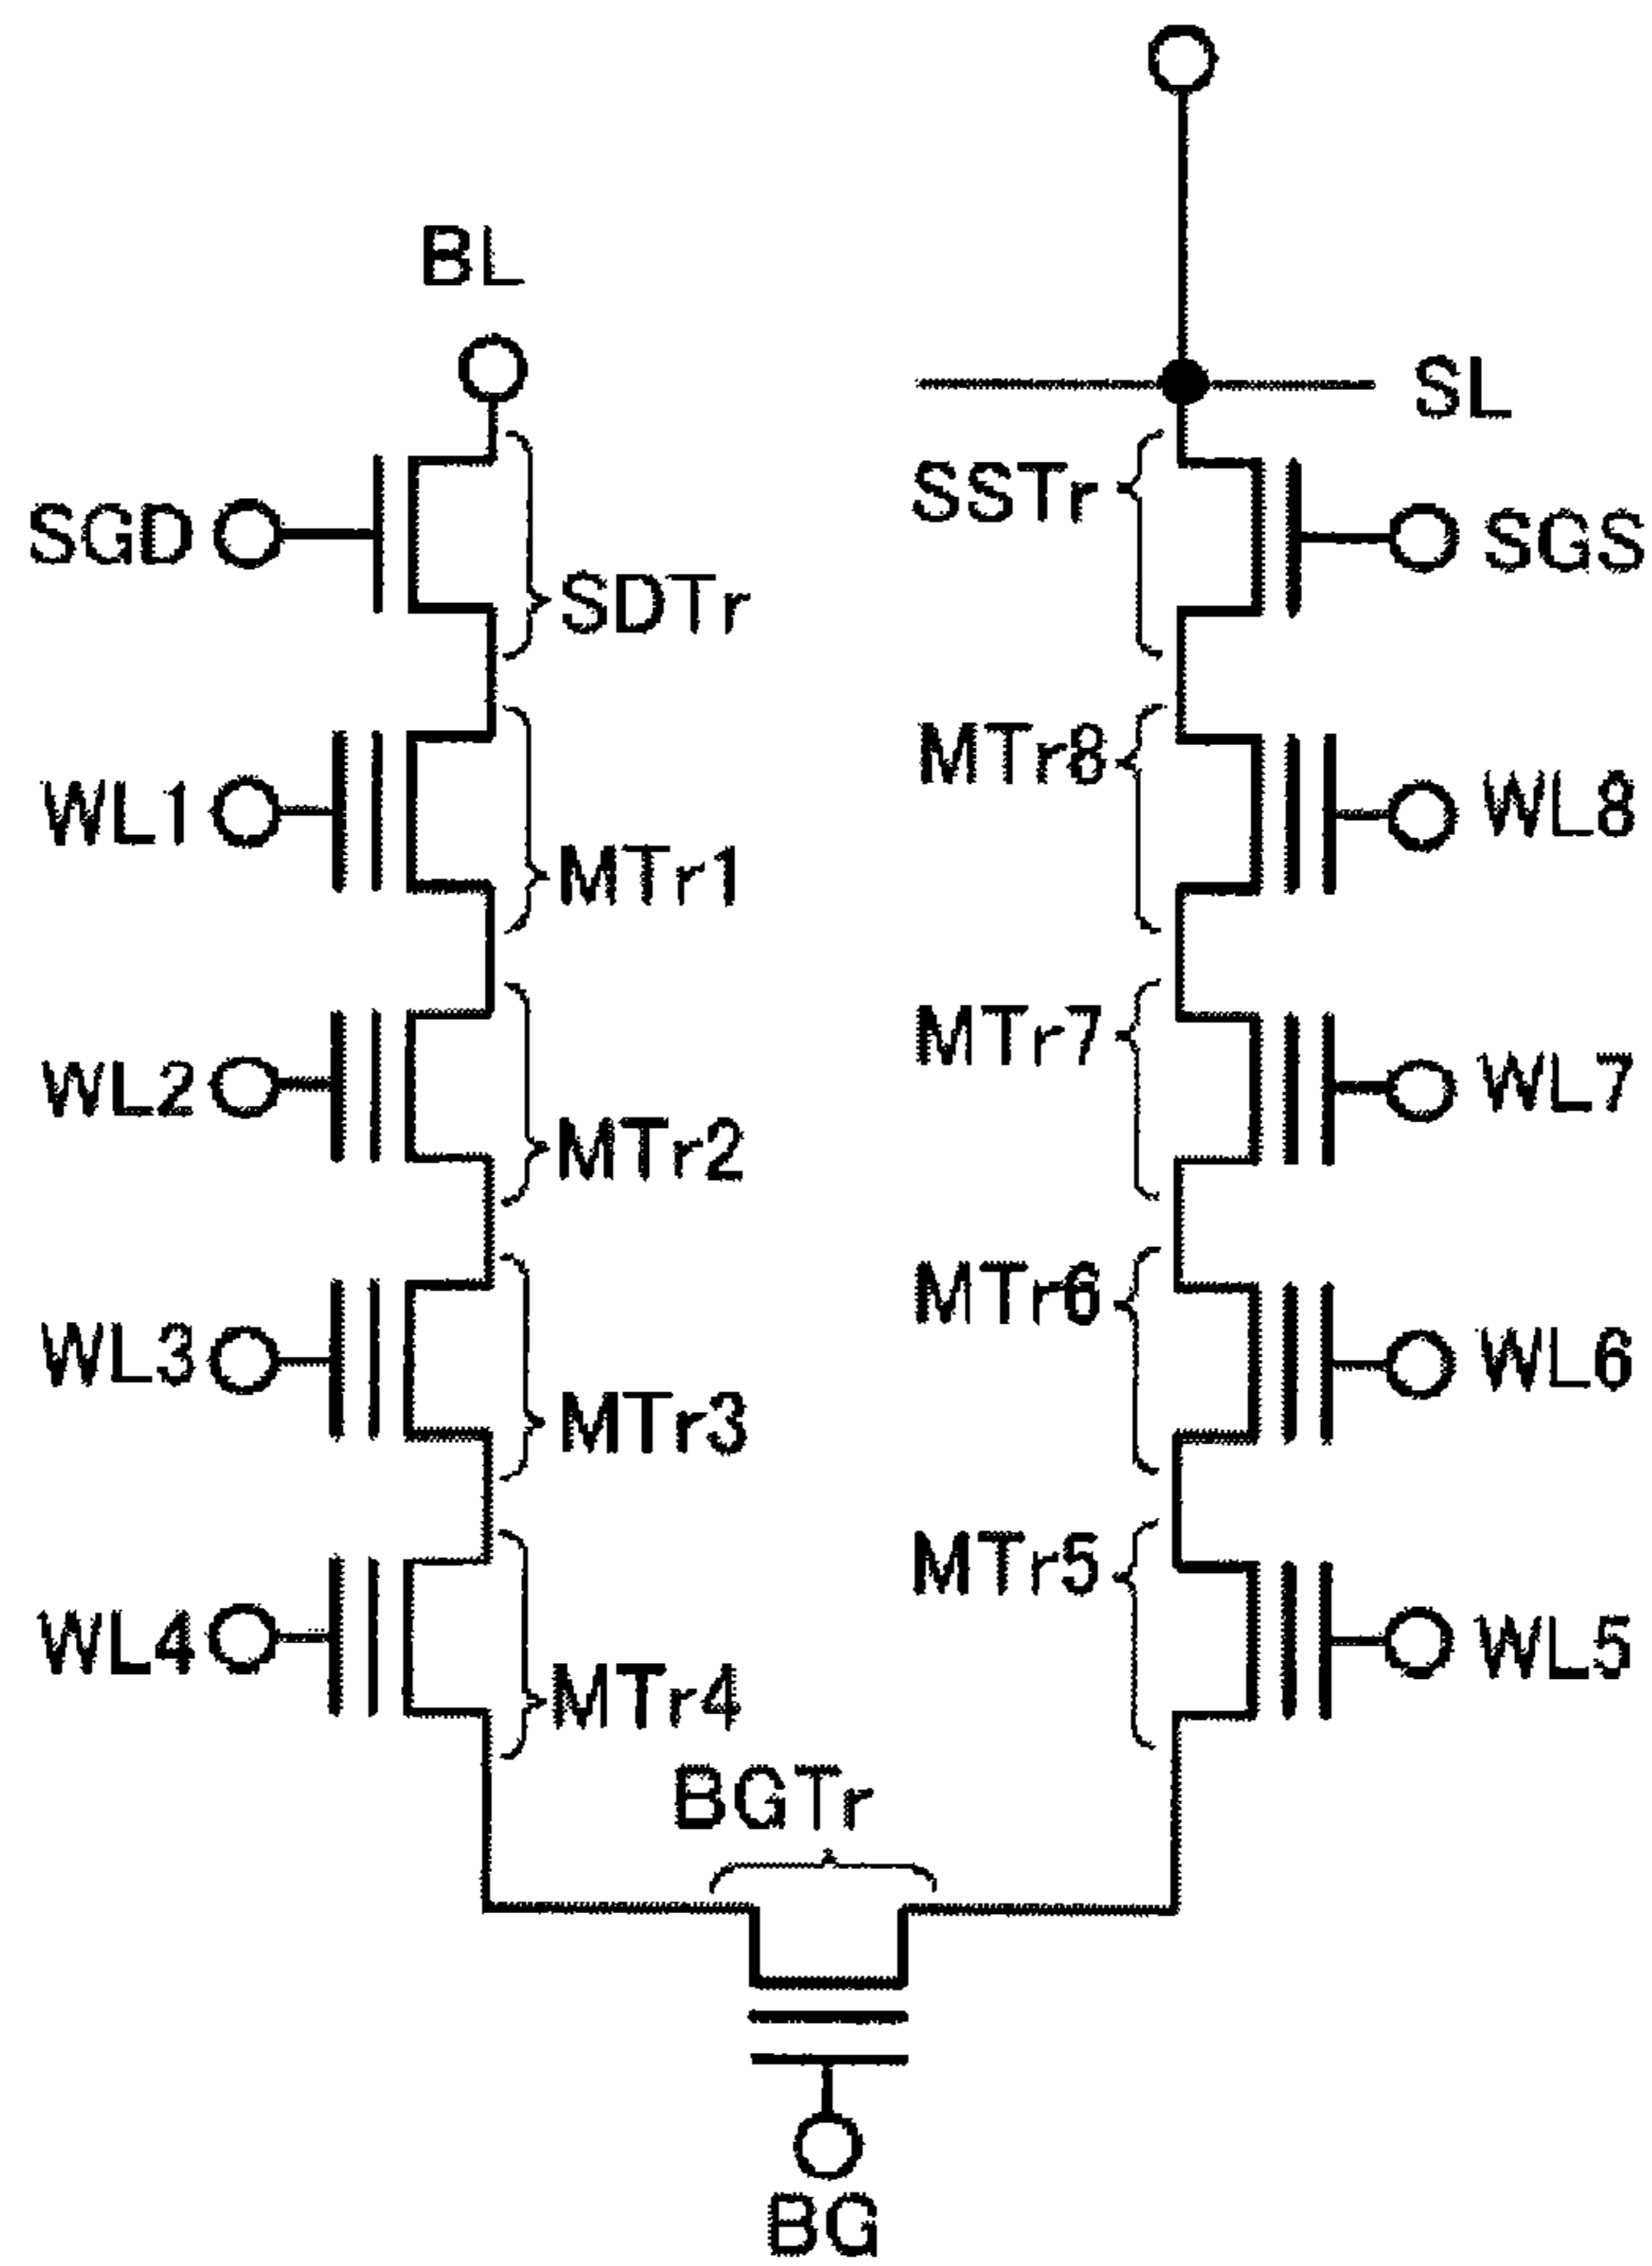 BL
SL
SGD
SDTr
SSTr
SGS
WL1
MTr1
MTr8
WL8
WL2
MTr2
MTr7
WL7
WL3
MTr3
MTr6
WL6
WL4
MTr4
MTr5
WL5
BGTr
BG